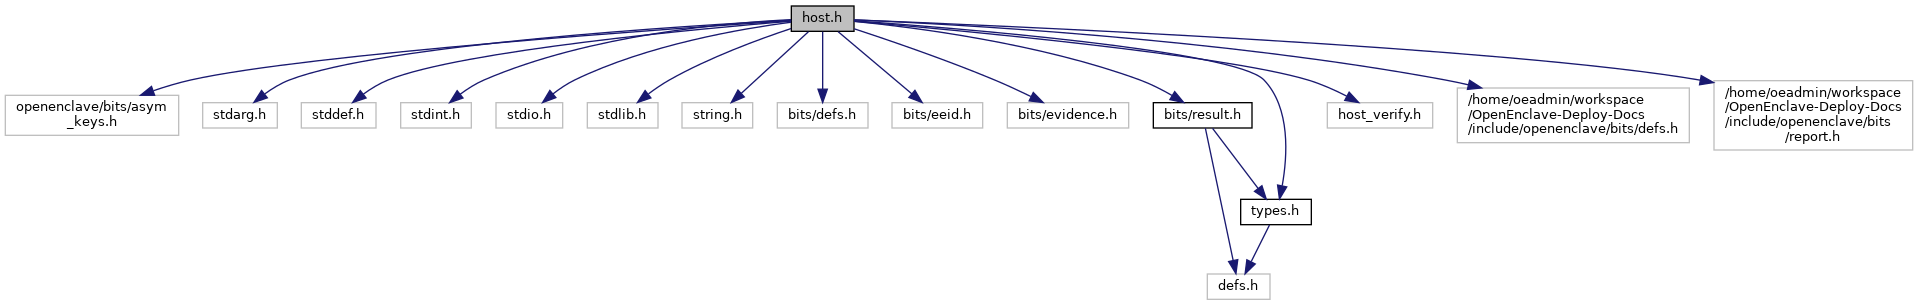 host.h
openenclave/bits/asym
_keys.h
stdarg.h
stddef.h
stdint.h
stdio.h
stdlib.h
string.h
bits/defs.h
bits/eeid.h
bits/evidence.h
bits/result.h
host_verify.h
/home/oeadmin/workspace
/OpenEnclave-Deploy-Docs
/include/openenclave/bits/defs.h
/home/oeadmin/workspace
/OpenEnclave-Deploy-Docs
/include/openenclave/bits
/report.h
types.h
defs.h